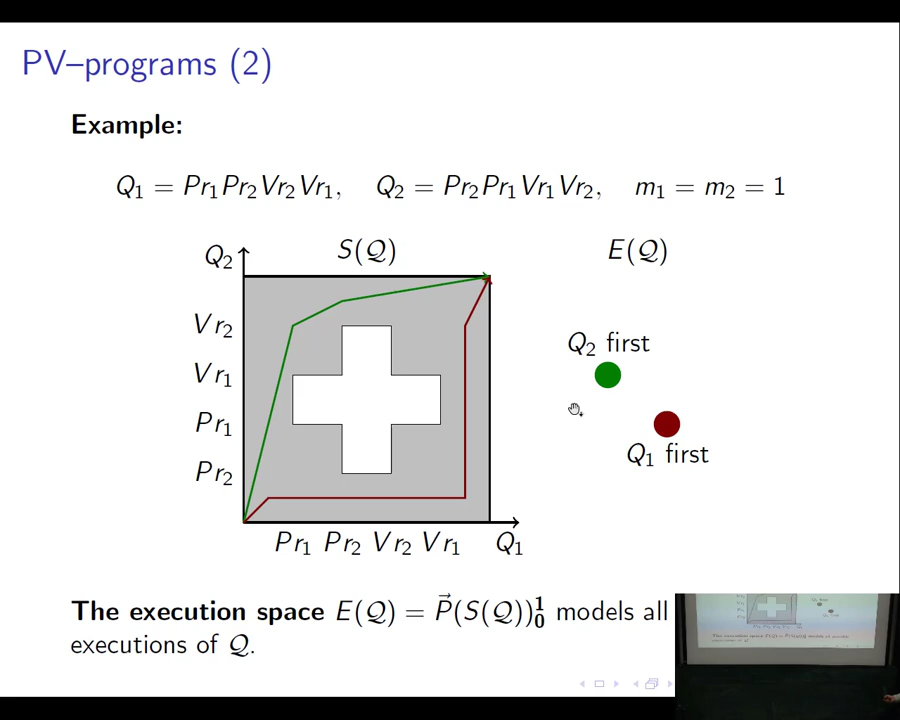 PV–programs (2)
Example:
Q₁ = Pr₁Pr₂Vr₂Vr₁, Q₂ = Pr₂Pr₁Vr₁Vr₂, m₁ = m₂ = 1
S(𝒬)
E(𝒬)
Q₂
Vr₂
Vr₁
Pr₁
Pr₂
Pr₁ Pr₂ Vr₂ Vr₁ Q₁
Q₂ first
Q₁ first
The execution space E(𝒬) = P⃗(S(𝒬))₀¹ models all
executions of 𝒬.